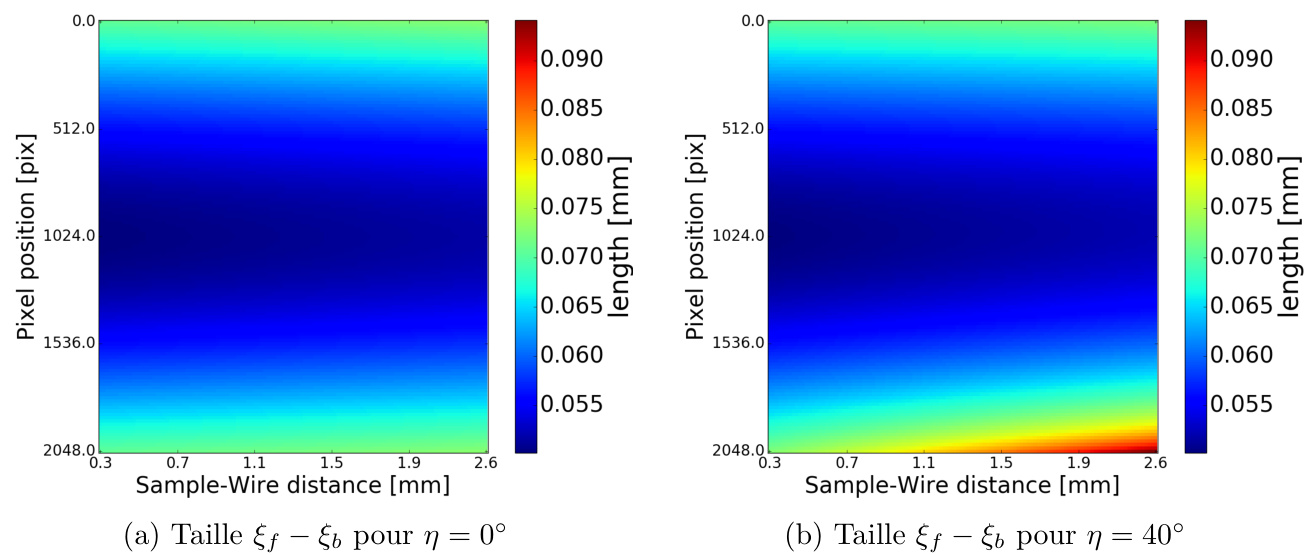 0.0
512.0
1024.0
1536.0
2048.0
Pixel position [pix]
0.3 0.7 1.1 1.5 1.9 2.6
Sample-Wire distance [mm]
0.090
0.085
0.080
0.075
0.070
0.065
0.060
0.055
length [mm]
(a) Taille ξ_f − ξ_b pour η = 0°
0.0
512.0
1024.0
1536.0
2048.0
Pixel position [pix]
0.3 0.7 1.1 1.5 1.9 2.6
Sample-Wire distance [mm]
0.090
0.085
0.080
0.075
0.070
0.065
0.060
0.055
length [mm]
(b) Taille ξ_f − ξ_b pour η = 40°